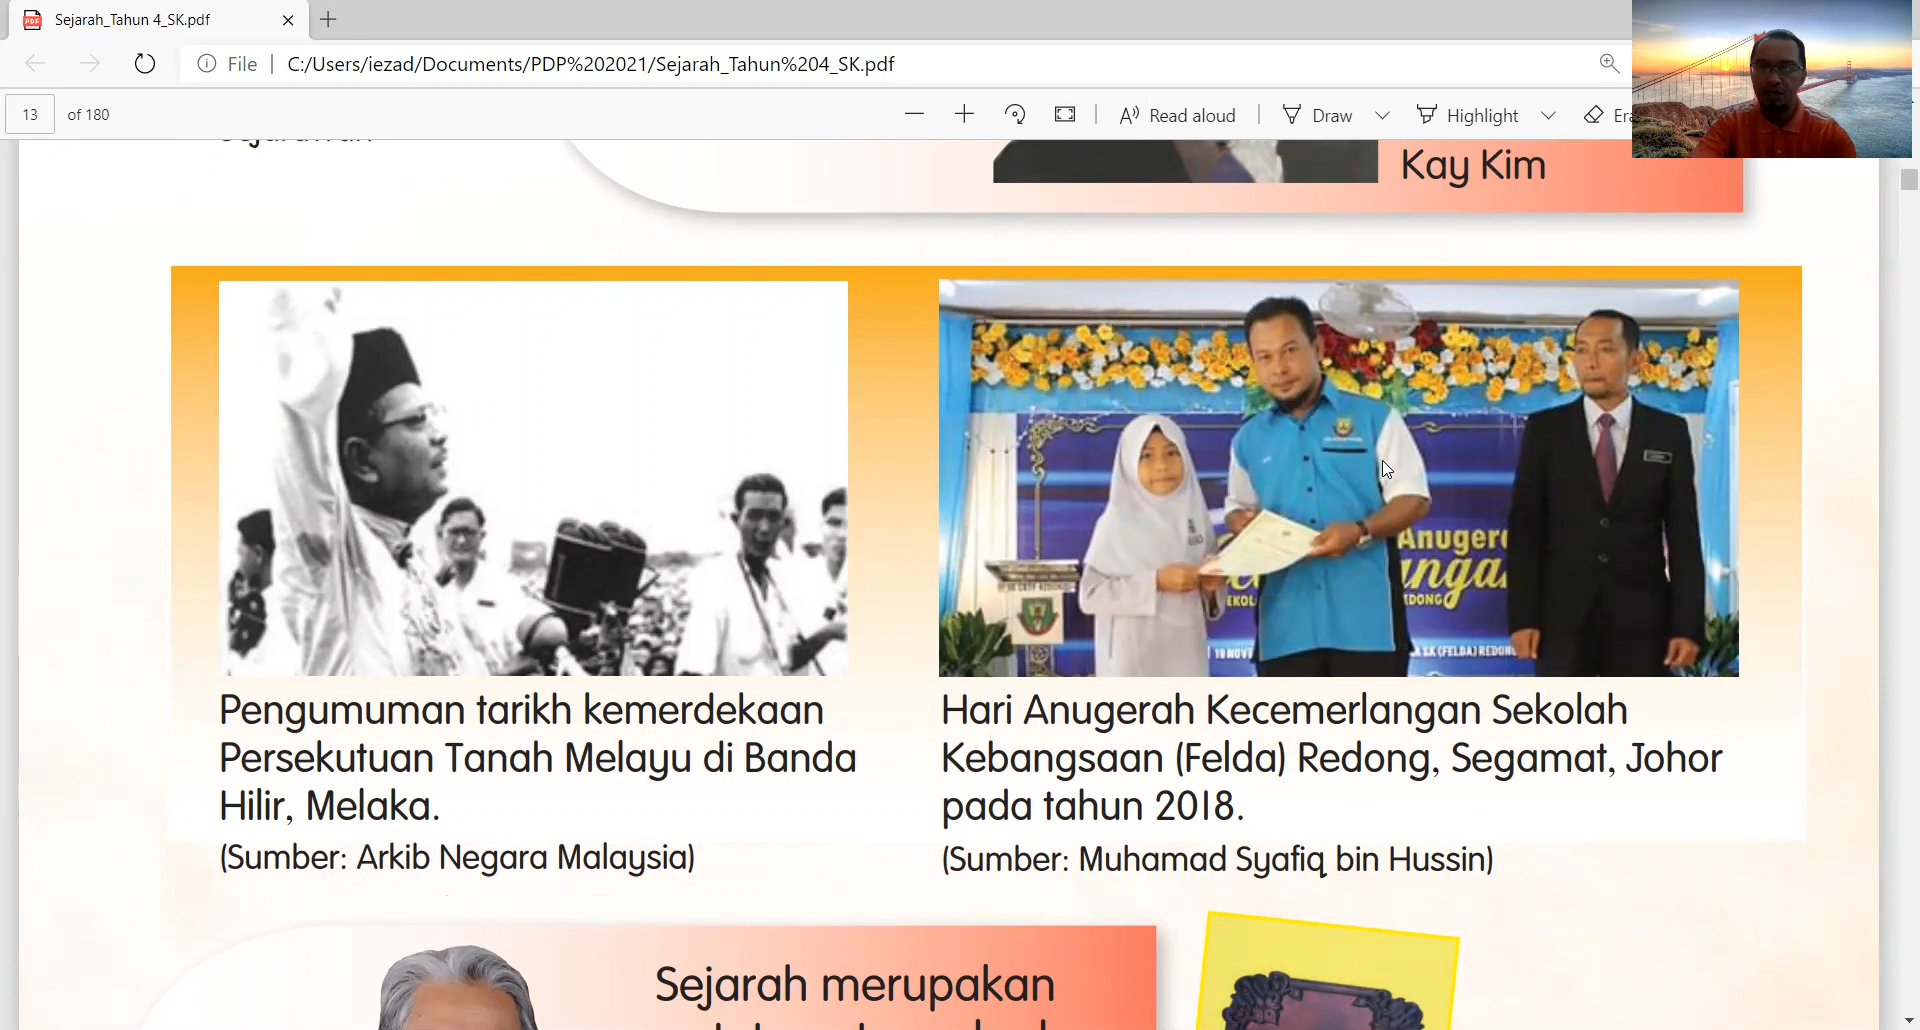 Sejarah_Tahun 4_SK.pdf
File
C:/Users/iezad/Documents/PDP%202021/Sejarah_Tahun%204_SK.pdf
13 of 180
Read aloud
Draw
Highlight
Kay Kim
Anuger
Pengumuman tarikh kemerdekaan
Persekutuan Tanah Melayu di Banda
Hilir, Melaka.
(Sumber: Arkib Negara Malaysia)
Hari Anugerah Kecemerlangan Sekolah
Kebangsaan (Felda) Redong, Segamat, Johor
pada tahun 2018.
(Sumber: Muhamad Syafiq bin Hussin)
Sejarah merupakan